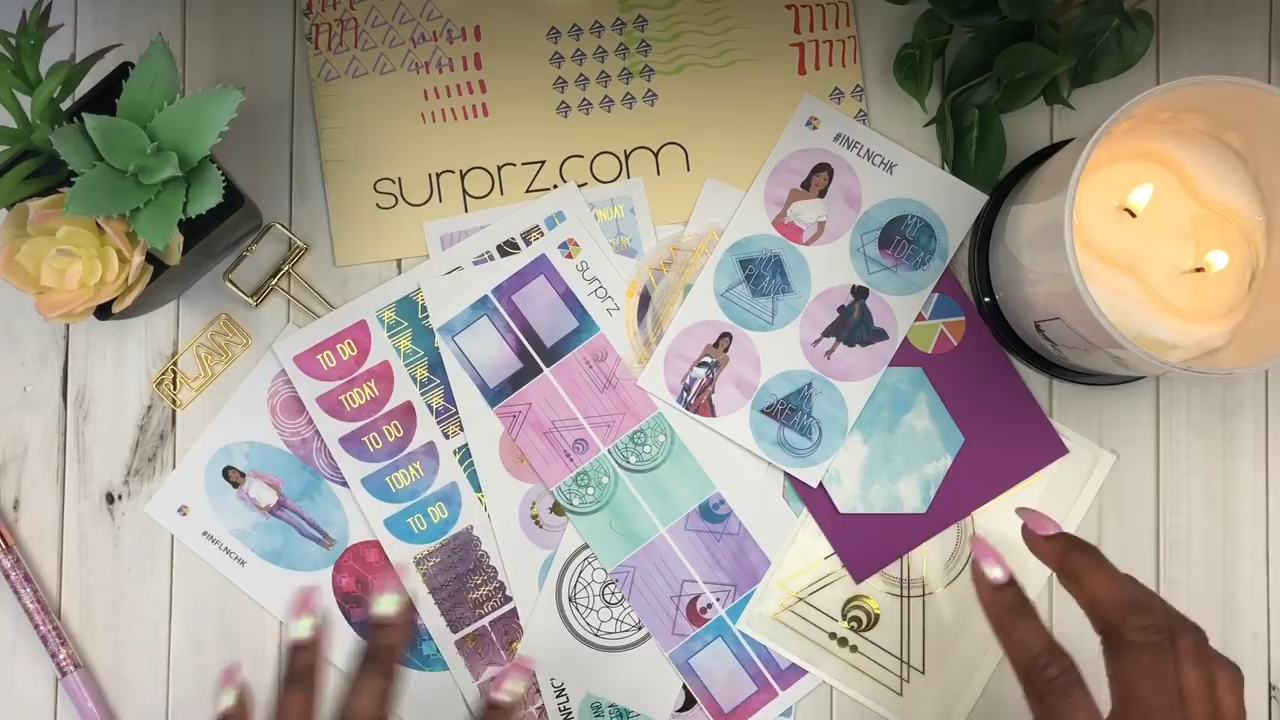 surprz.com
#INFLNCHK
MY
IDEAS
MY
PLANS
MY
DREAMS
ONDAY
surprz
PLAN
TO DO
TODAY
TO DO
TODAY
TO DO
#INFLNCHK